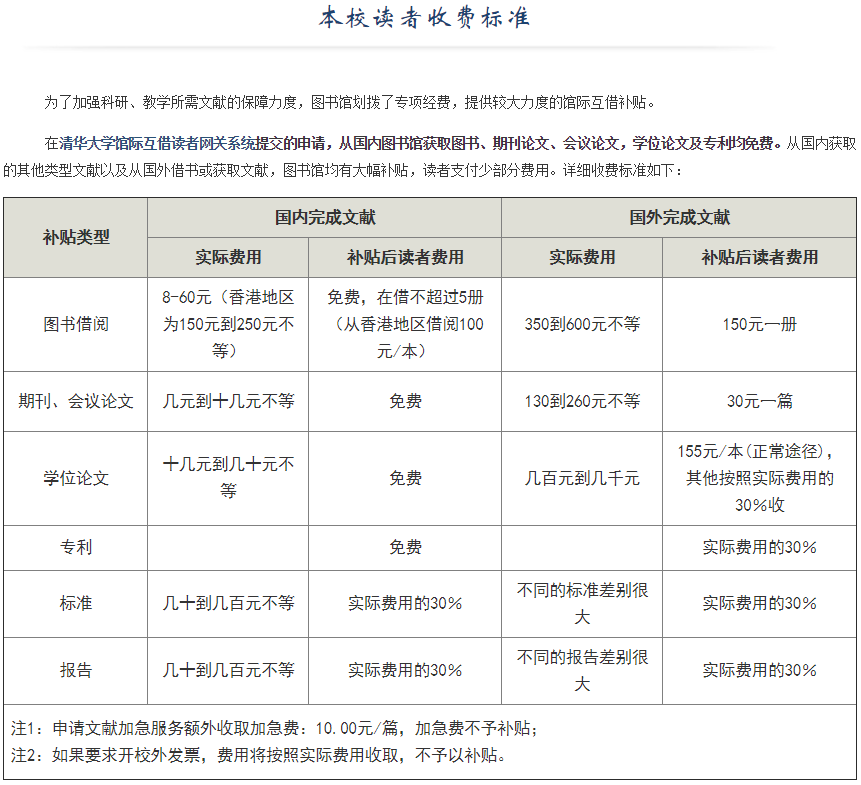 本校读者收费标准
为了加强科研、教学所需文献的保障力度，图书馆划拨了专项经费，提供较大力度的馆际互借补贴。
在清华大学馆际互借读者网关系统提交的申请，从国内图书馆获取图书、期刊论文、会议论文，学位论文及专利均免费。从国内获取
的其他类型文献以及从国外借书或获取文献，图书馆均有大幅补贴，读者支付少部分费用。详细收费标准如下：
补贴类型
国内完成文献
国外完成文献
实际费用
补贴后读者费用
实际费用
补贴后读者费用
图书借阅
8-60元（香港地区
为150元到250元不
等）
免费，在借不超过5册
（从香港地区借阅100
元/本）
350到600元不等
150元一册
期刊、会议论文
几元到十几元不等
免费
130到260元不等
30元一篇
学位论文
十几元到几十元不
等
免费
几百元到几千元
155元/本(正常途径)，
其他按照实际费用的
30%收
专利
免费
实际费用的30%
标准
几十到几百元不等
实际费用的30%
不同的标准差别很
大
实际费用的30%
报告
几十到几百元不等
实际费用的30%
不同的报告差别很
大
实际费用的30%
注1：申请文献加急服务额外收取加急费：10.00元/篇，加急费不予补贴；
注2：如果要求开校外发票，费用将按照实际费用收取，不予以补贴。